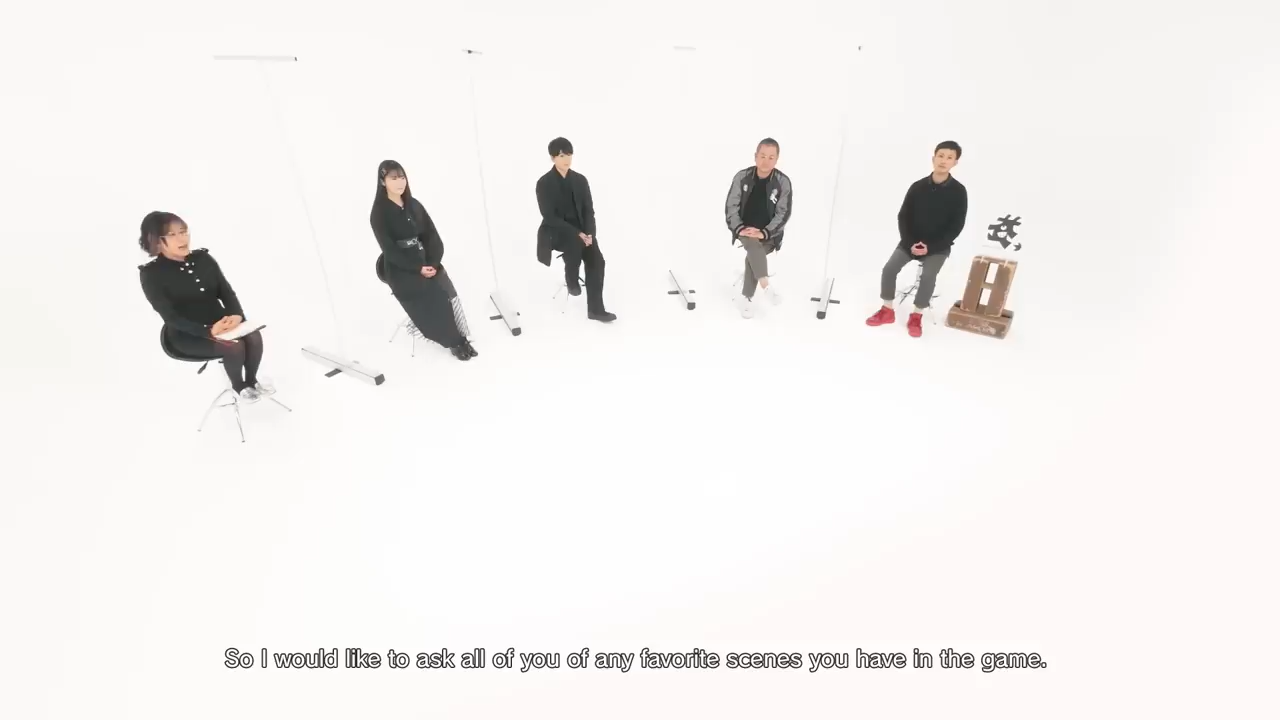 So I would like to ask all of you of any favorite scenes you have in the game.